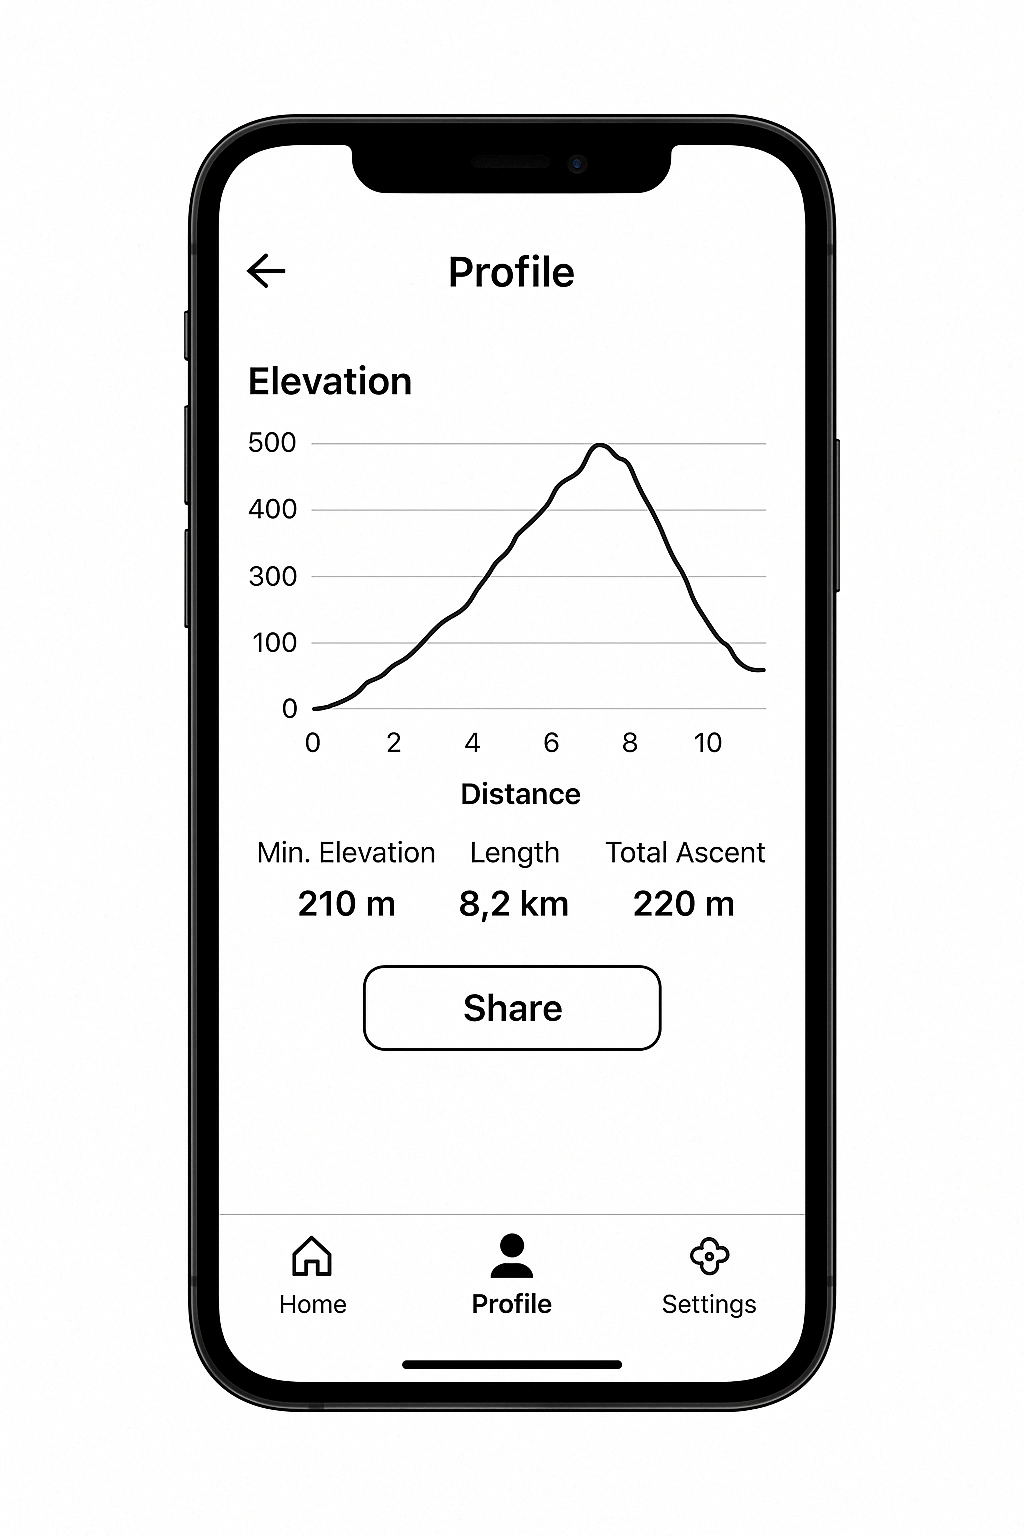 Profile
Elevation
500
400
300
100
0
0 2 4 6 8 10
Distance
Min. Elevation Length Total Ascent
210 m 8,2 km 220 m
Share
Home Profile Settings